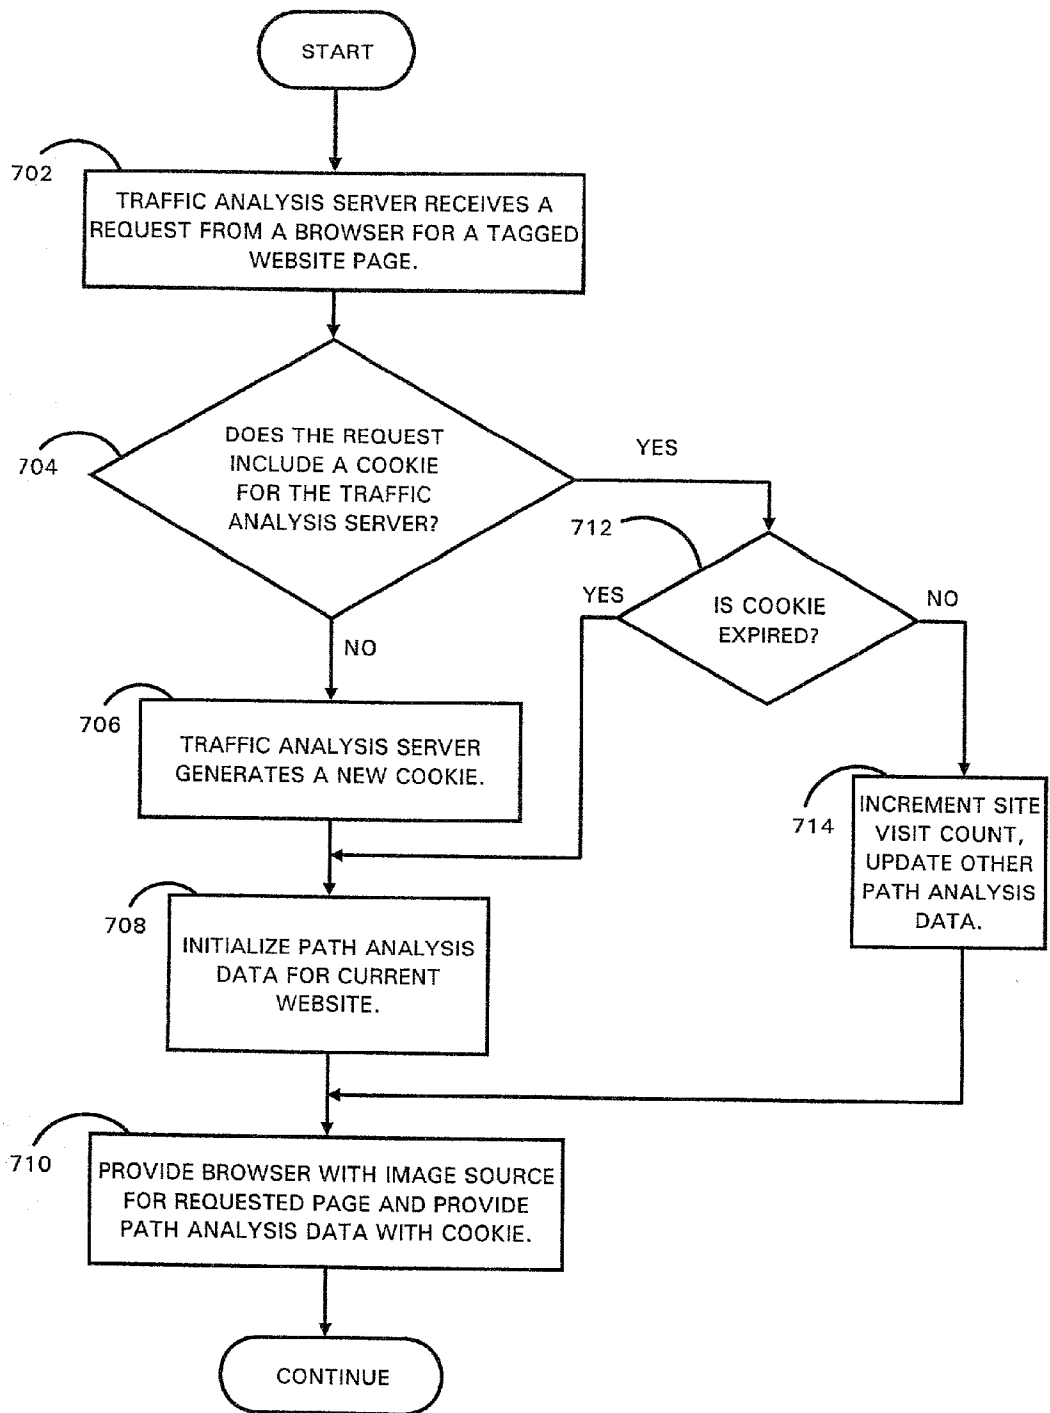 START
702
TRAFFIC ANALYSIS SERVER RECEIVES A
REQUEST FROM A BROWSER FOR A TAGGED
WEBSITE PAGE.
704
DOES THE REQUEST
INCLUDE A COOKIE
FOR THE TRAFFIC
ANALYSIS SERVER?
YES
712
IS COOKIE
EXPIRED?
YES
NO
NO
706
TRAFFIC ANALYSIS SERVER
GENERATES A NEW COOKIE.
714
INCREMENT SITE
VISIT COUNT,
UPDATE OTHER
PATH ANALYSIS
DATA.
708
INITIALIZE PATH ANALYSIS
DATA FOR CURRENT
WEBSITE.
710
PROVIDE BROWSER WITH IMAGE SOURCE
FOR REQUESTED PAGE AND PROVIDE
PATH ANALYSIS DATA WITH COOKIE.
CONTINUE